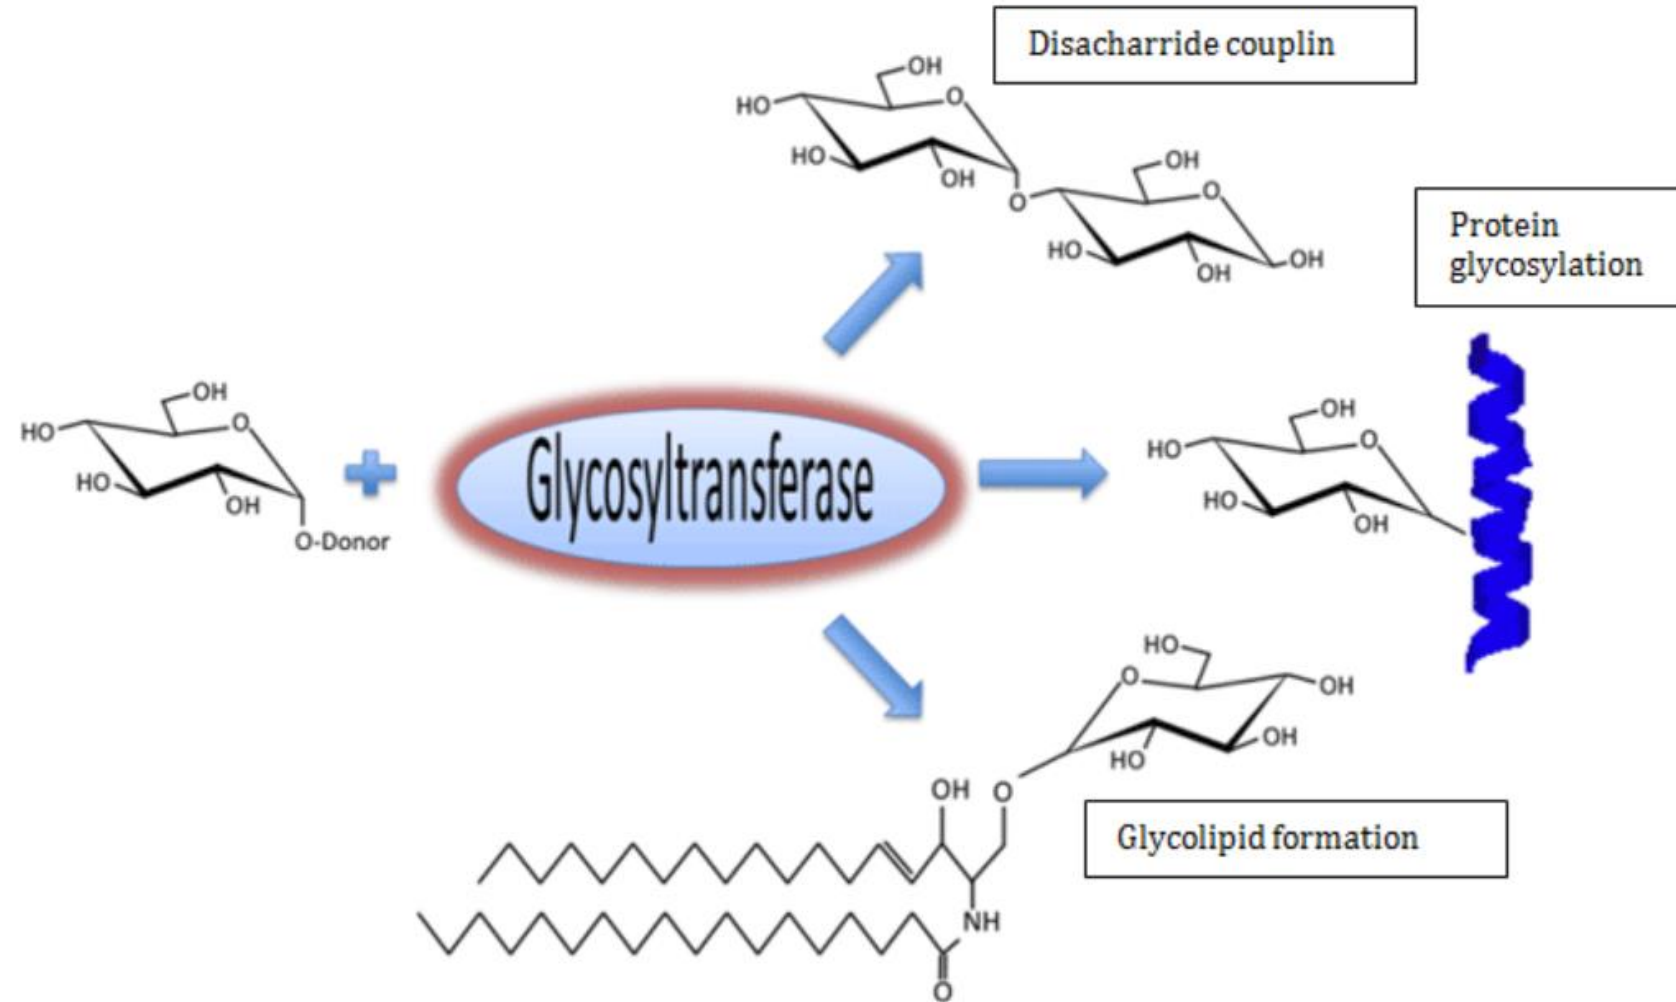 Disacharride couplin
OH
HO
O
HO
OH
O
OH
O
HO
OH
OH
Protein
glycosylation
OH
HO
O
HO
OH
O-Donor
Glycosyltransferase
OH
HO
O
HO
OH
HO
O
OH
OH
HO
OH
O
Glycolipid formation
NH
O